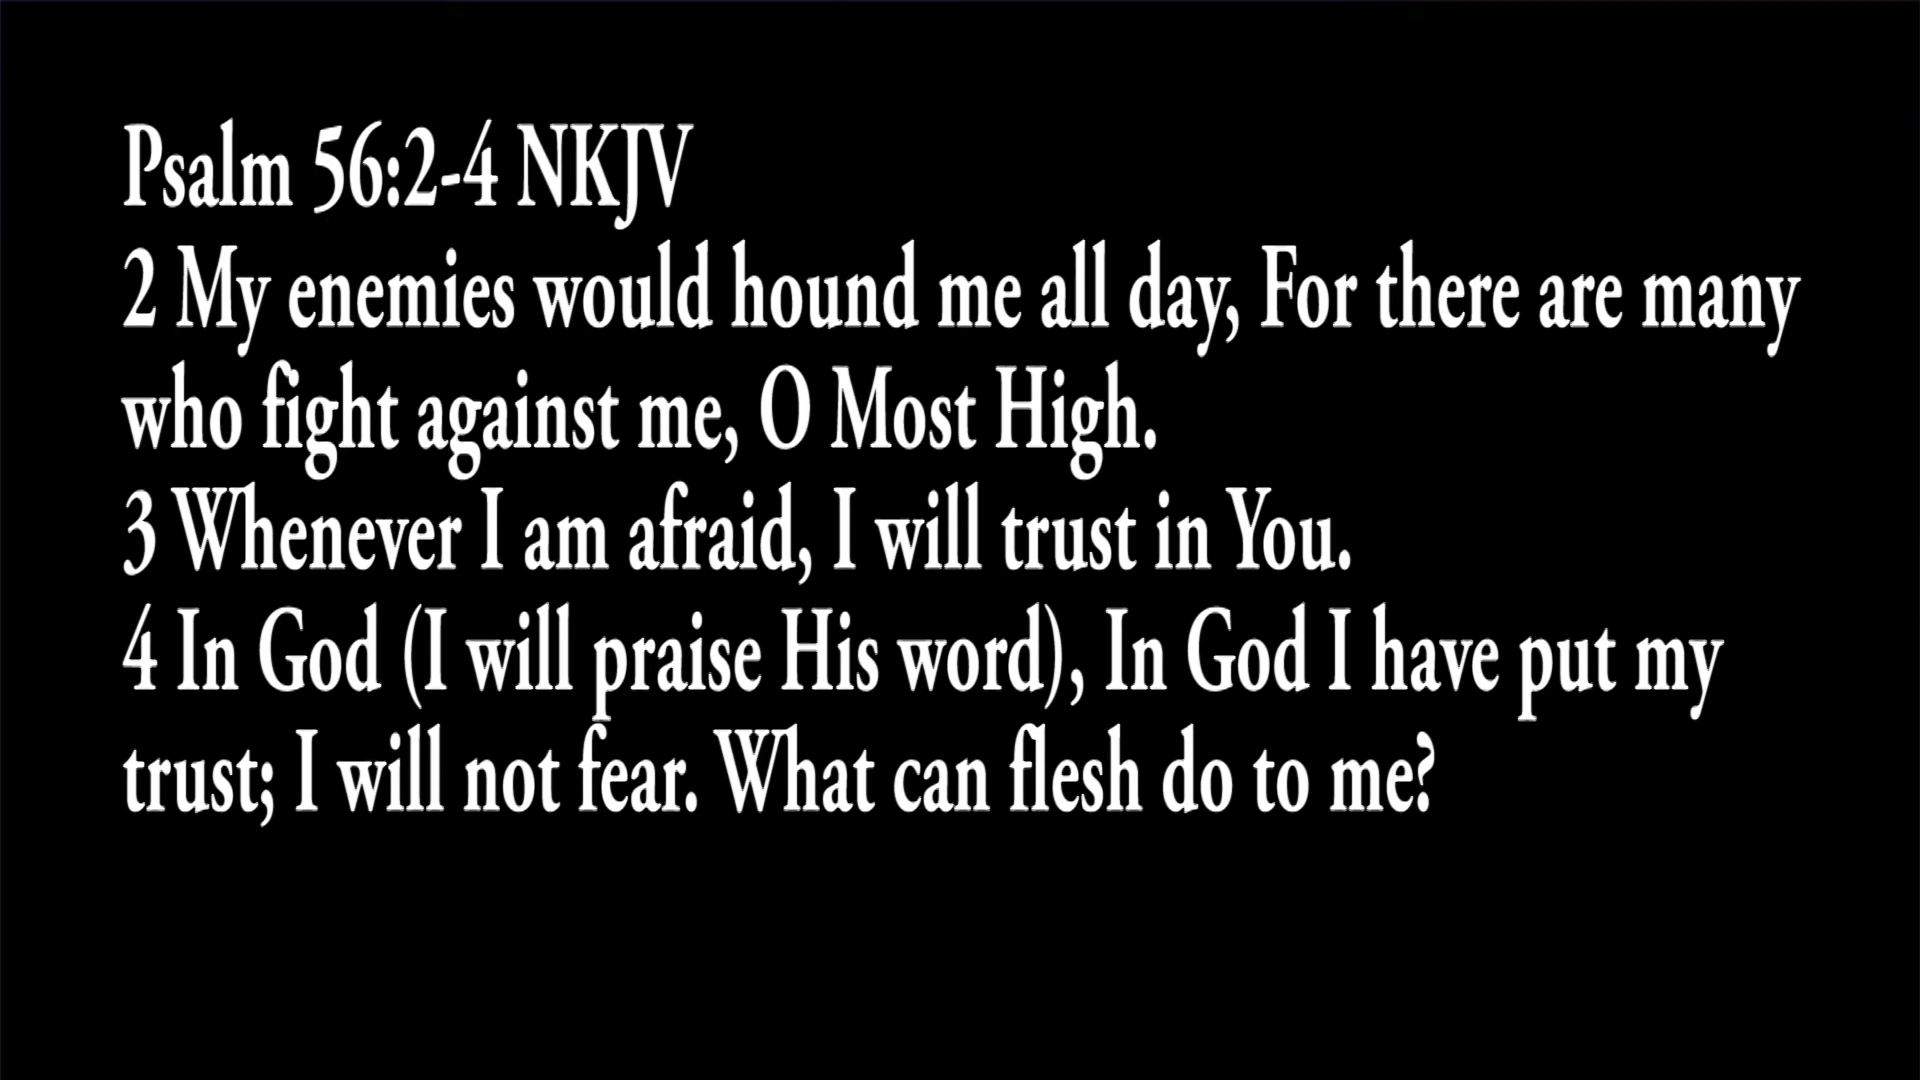 Psalm 56:2-4 NKJV
2 My enemies would hound me all day, For there are many
who fight against me, O Most High.
3 Whenever I am afraid, I will trust in You.
4 In God (I will praise His word), In God I have put my
trust; I will not fear. What can flesh do to me?